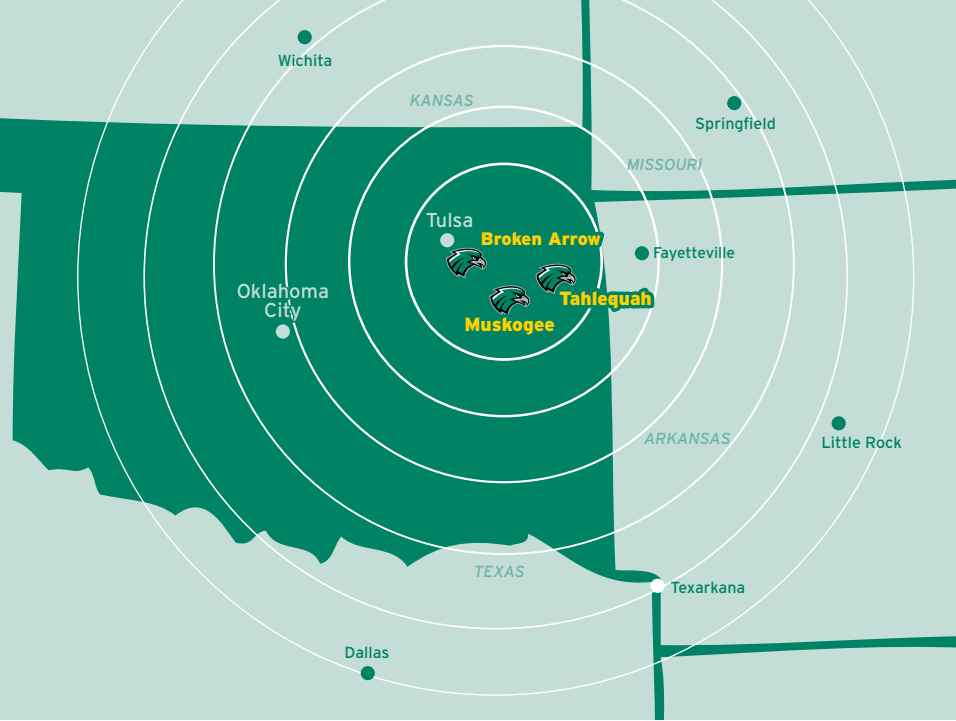 Wichita
KANSAS
Springfield
MISSOURI
Tulsa
Broken Arrow
Fayetteville
Oklahoma
City
Tahlequah
Muskogee
ARKANSAS
Little Rock
TEXAS
Texarkana
Dallas